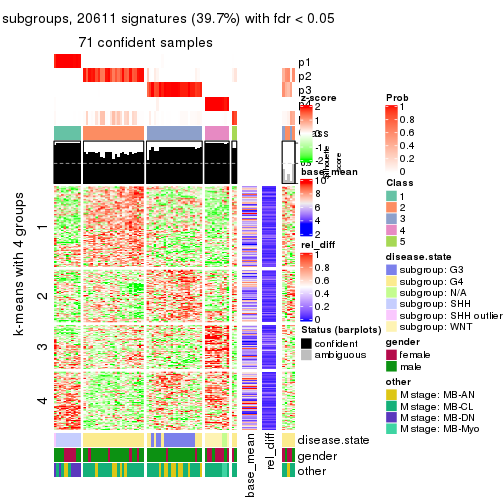 subgroups, 20611 signatures (39.7%) with fdr < 0.05
71 confident samples
p1
p2
p3
p4
z-score
2
1
0
-1
-2
Silhouette
score
base_mean
10
8
6
4
2
rel_diff
1
0.8
0.6
0.4
0.2
0
Status (barplots)
confident
ambiguous
Prob
1
0.8
0.6
0.4
0.2
0
Class
1
2
3
4
5
disease.state
subgroup: G3
subgroup: G4
subgroup: N/A
subgroup: SHH
subgroup: SHH outlier
subgroup: WNT
gender
female
male
other
M stage: MB-AN
M stage: MB-CL
M stage: MB-DN
M stage: MB-Myo
k-means with 4 groups
1
2
3
4
disease.state
gender
other
base_mean
rel_diff